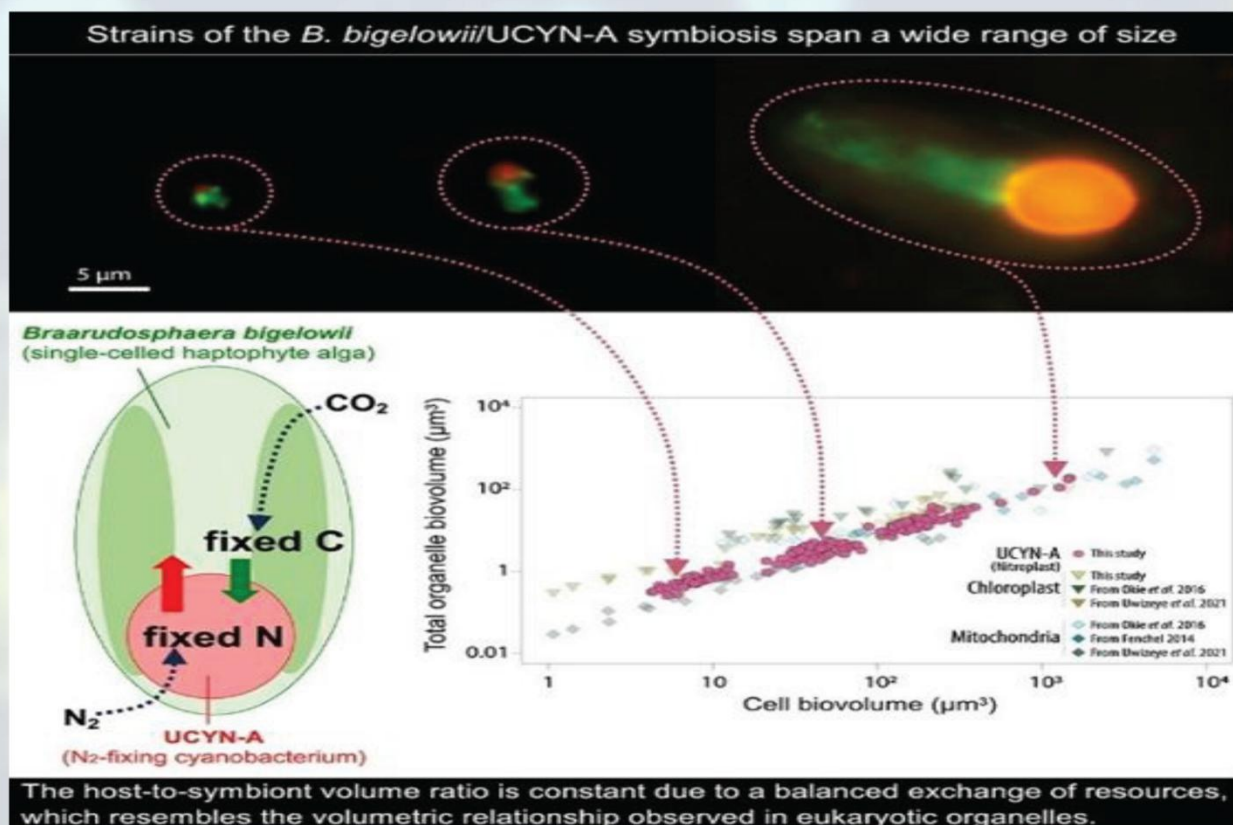 Strains of the B. bigelowii/UCYN-A symbiosis span a wide range of size
5 µm
Braarudosphaera bigelowii
(single-celled haptophyte alga)
CO₂
fixed C
fixed N
N₂
UCYN-A
(N₂-fixing cyanobacterium)
Total organelle biovolume (µm³)
10⁴
10²
1
0.01
1 10 10² 10³ 10⁴
Cell biovolume (µm³)
UCYN-A
(Nitroplast)
This study
Chloroplast
This study
From Okie et al. 2016
From Uwizeye et al. 2021
Mitochondria
From Okie et al. 2016
From Fenchel 2014
From Uwizeye et al. 2021
The host-to-symbiont volume ratio is constant due to a balanced exchange of resources,
which resembles the volumetric relationship observed in eukaryotic organelles.